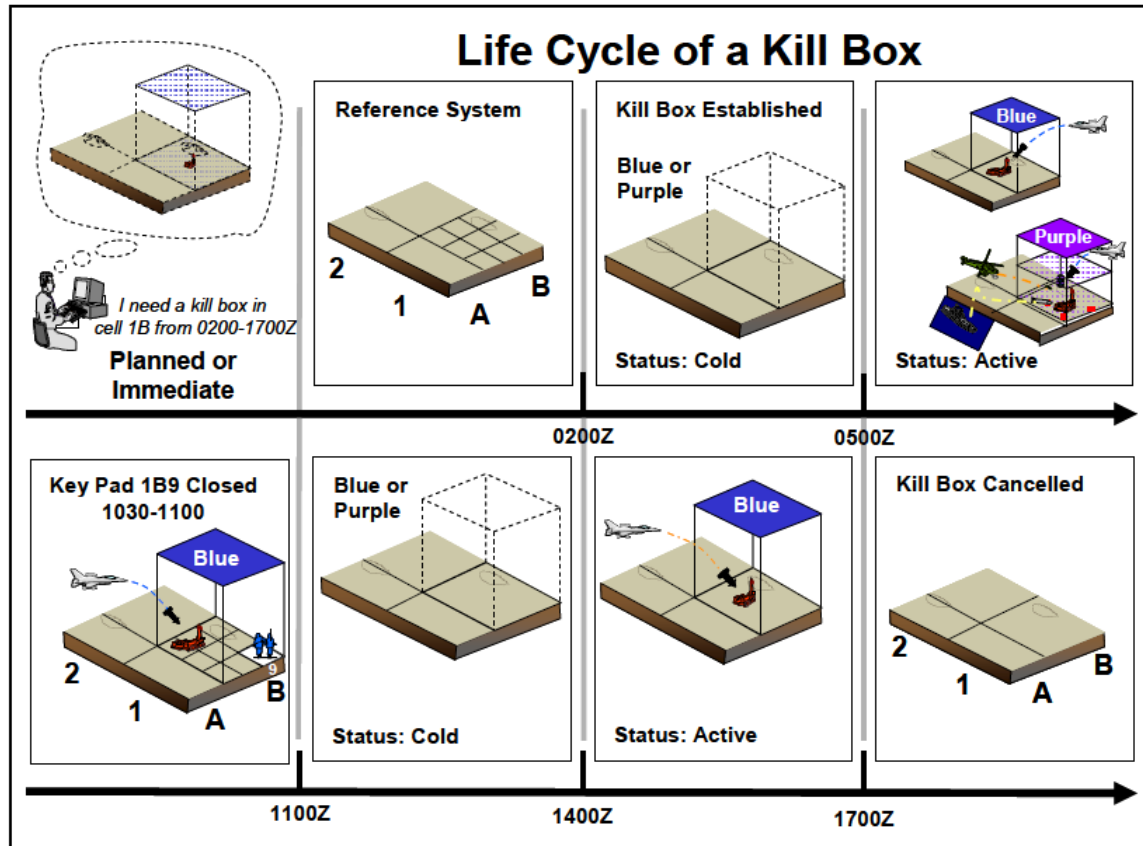 Life Cycle of a Kill Box
I need a kill box in
cell 1B from 0200-1700Z
Planned or
Immediate
Reference System
2
1
A
B
Kill Box Established
Blue or
Purple
Status: Cold
Blue
Purple
Status: Active
0200Z
0500Z
Key Pad 1B9 Closed
1030-1100
Blue
9
2
1
A
B
Blue or
Purple
Status: Cold
Blue
Status: Active
Kill Box Cancelled
2
1
A
B
1100Z
1400Z
1700Z